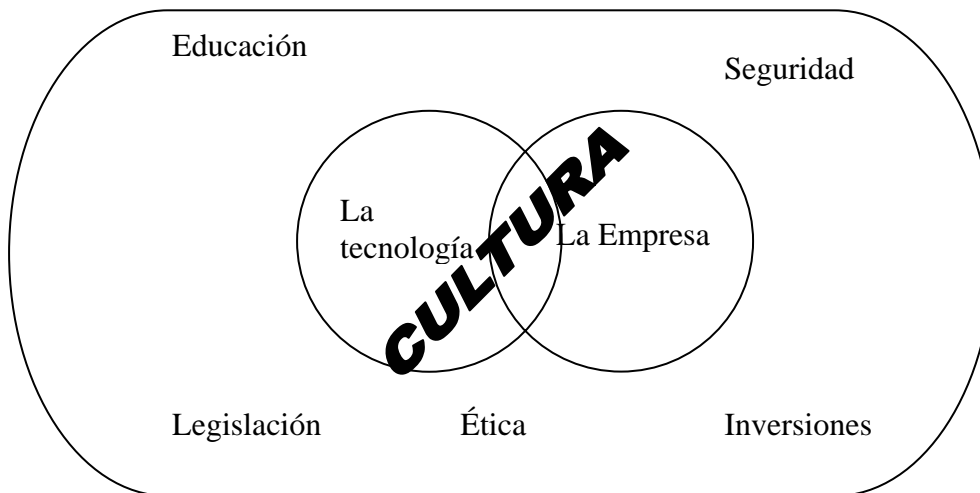 Educación
Seguridad
CULTURA
La
tecnología
La Empresa
Legislación
Ética
Inversiones